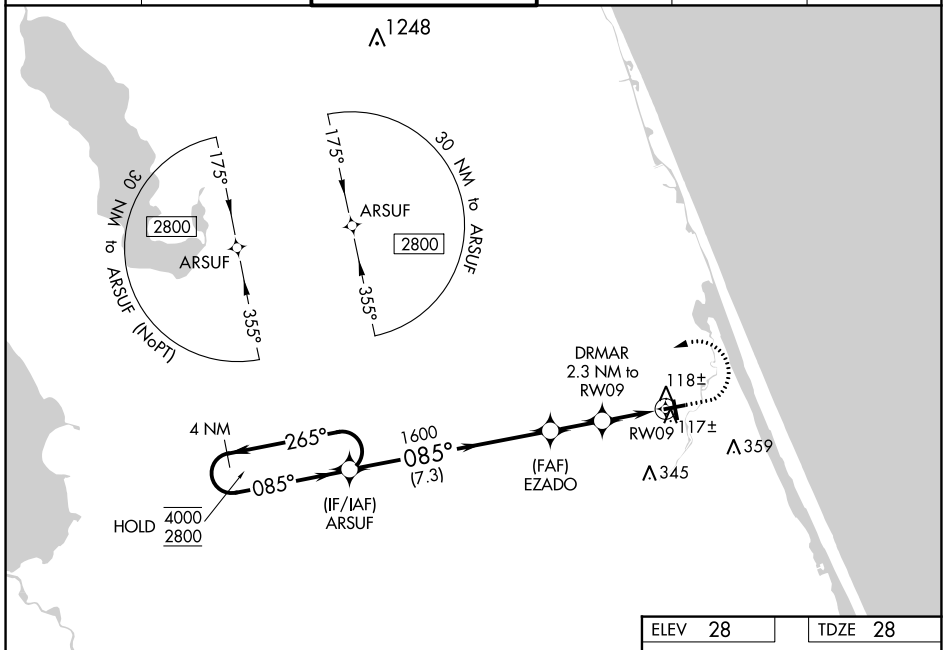 1248
175°
30 NM to ARSUF (NoPT)
2800
ARSUF
355°
175°
30 NM to ARSUF
ARSUF
2800
355°
DRMAR
2.3 NM to
RW09
118±
RW09
117±
359
345
4 NM
265°
1600
085°
(7.3)
085°
(FAF)
EZADO
(IF/IAF)
ARSUF
HOLD
4000
2800
ELEV 28
TDZE 28